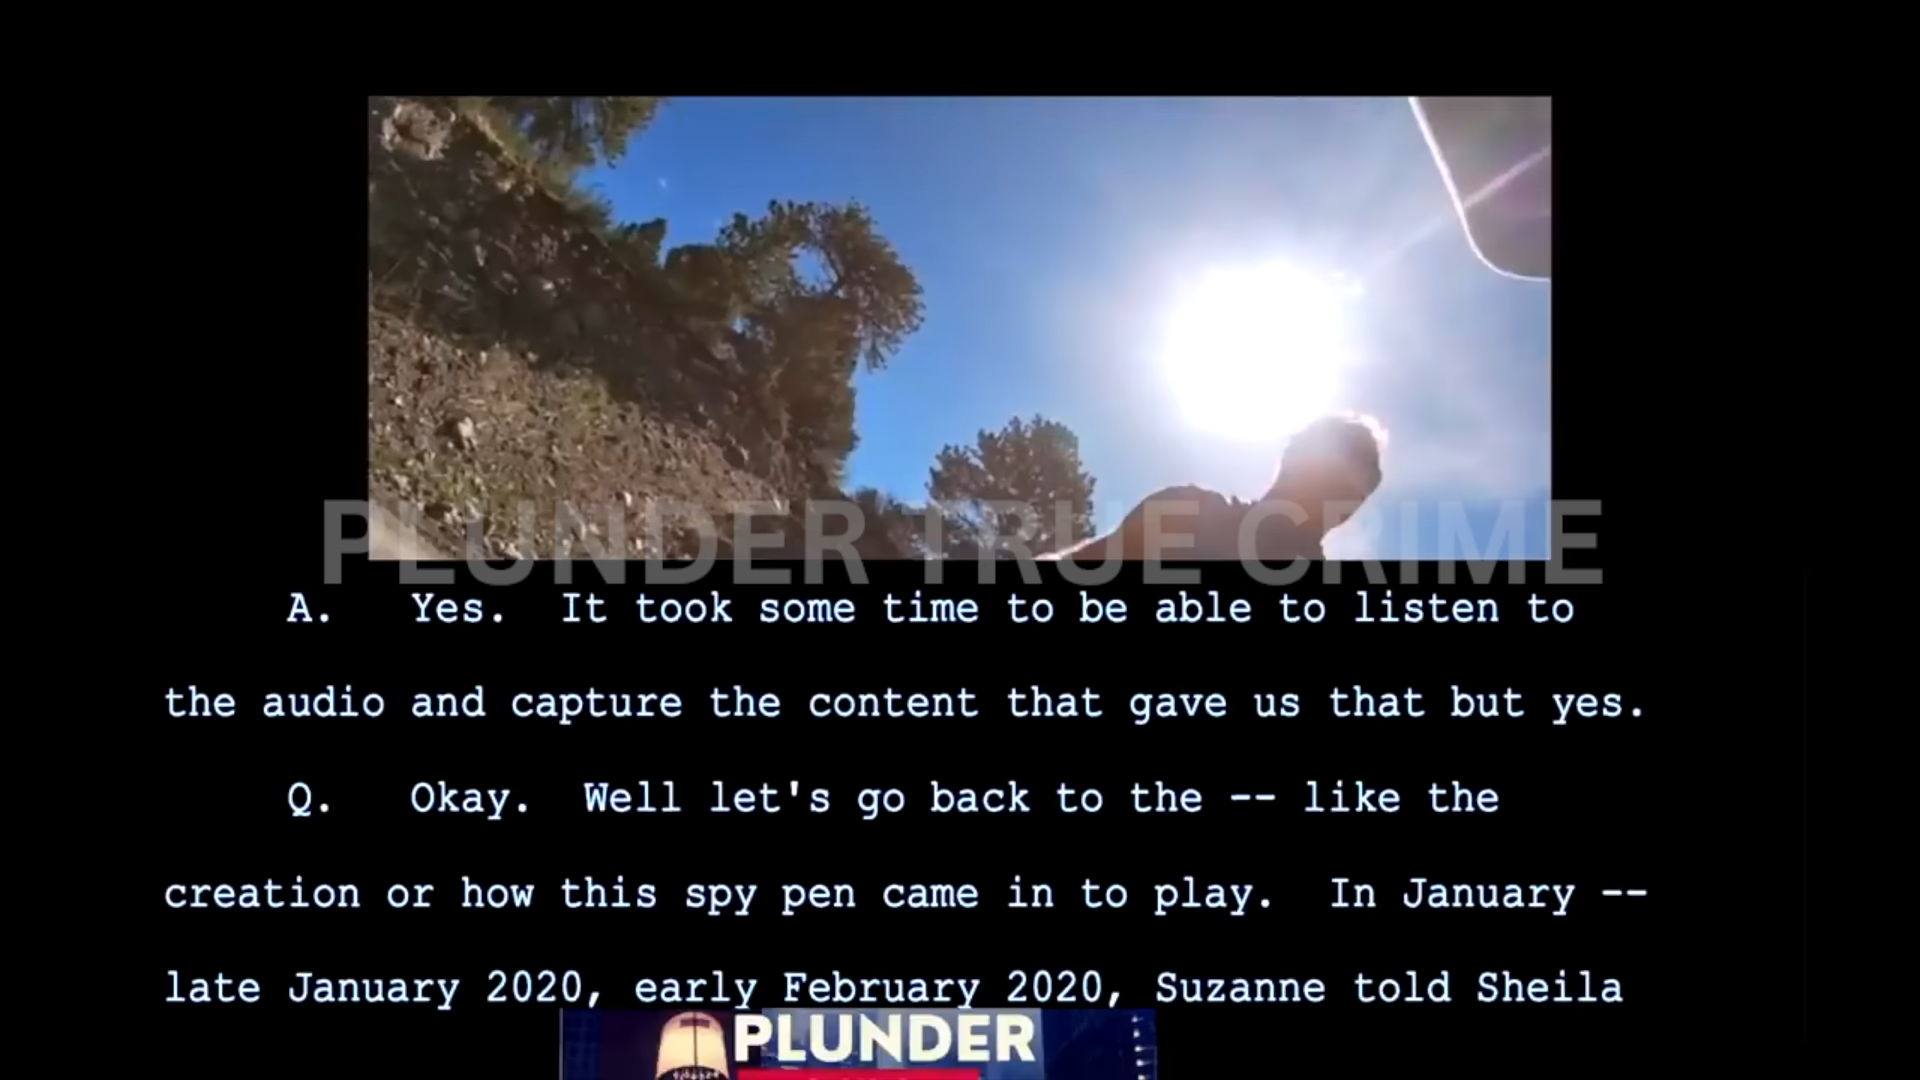 PLUNDER TRUE CRIME
A. Yes. It took some time to be able to listen to
the audio and capture the content that gave us that but yes.
Q. Okay. Well let's go back to the -- like the
creation or how this spy pen came in to play. In January --
late January 2020, early February 2020, Suzanne told Sheila
PLUNDER